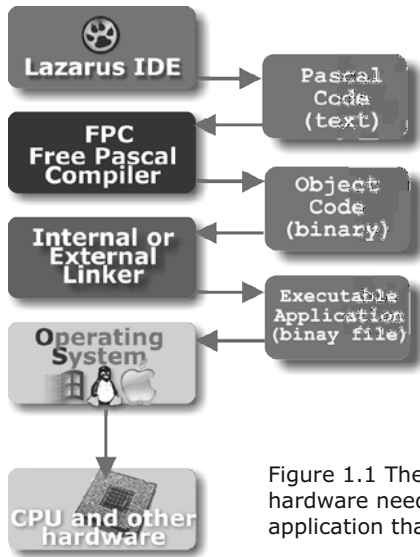 Lazarus IDE
Pascal
Code
(text)
FPC
Free Pascal
Compiler
Object
Code
(binary)
Internal or
External
Linker
Executable
Application
(binay file)
Operating
System
CPU and other
hardware
Figure 1.1 The
hardware need
application tha